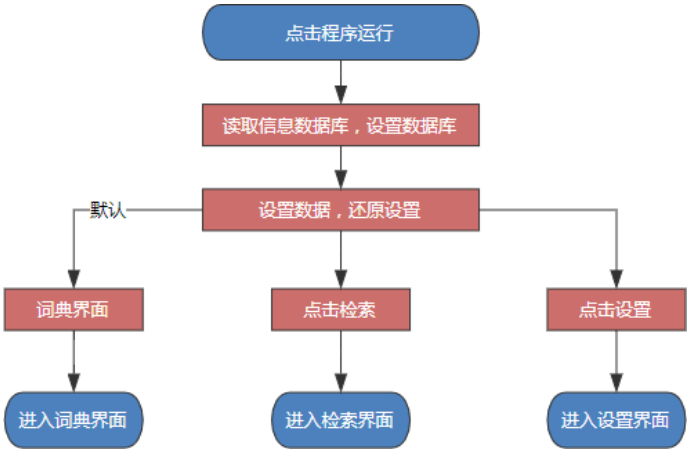 点击程序运行
读取信息数据库，设置数据库
默认
设置数据，还原设置
词典界面
点击检索
点击设置
进入词典界面
进入检索界面
进入设置界面